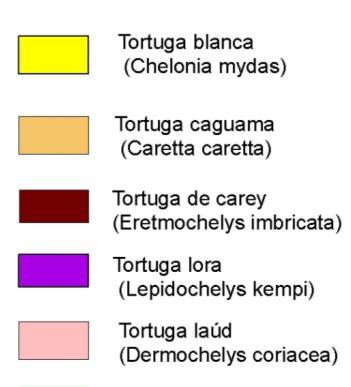 Tortuga blanca
(Chelonia mydas)
Tortuga caguama
(Caretta caretta)
Tortuga de carey
(Eretmochelys imbricata)
Tortuga lora
(Lepidochelys kempi)
Tortuga laúd
(Dermochelys coriacea)